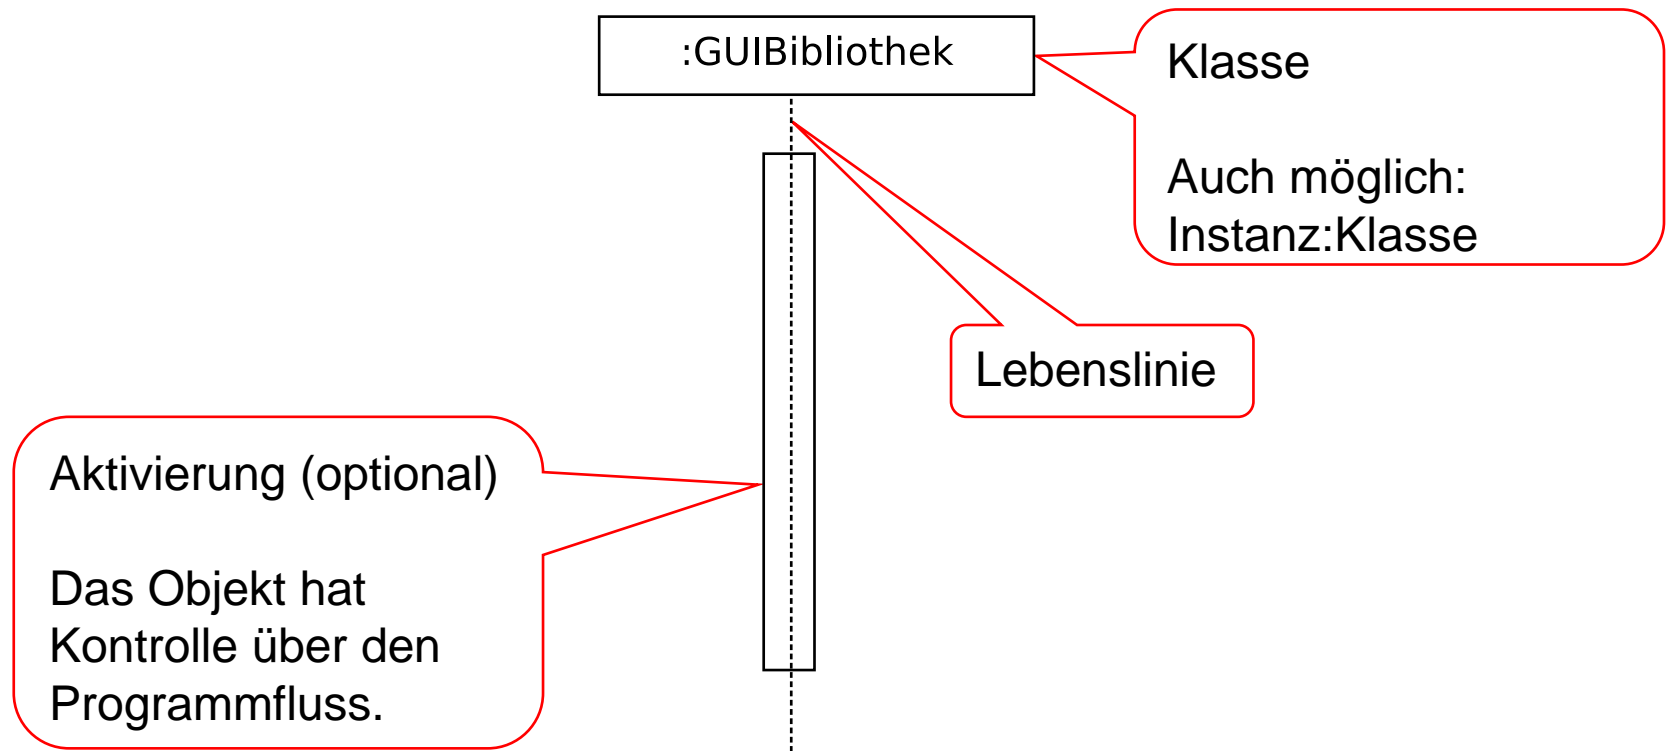 :GUIBibliothek
Klasse
Auch möglich:
Instanz:Klasse
Lebenslinie
Aktivierung (optional)
Das Objekt hat
Kontrolle über den
Programmfluss.